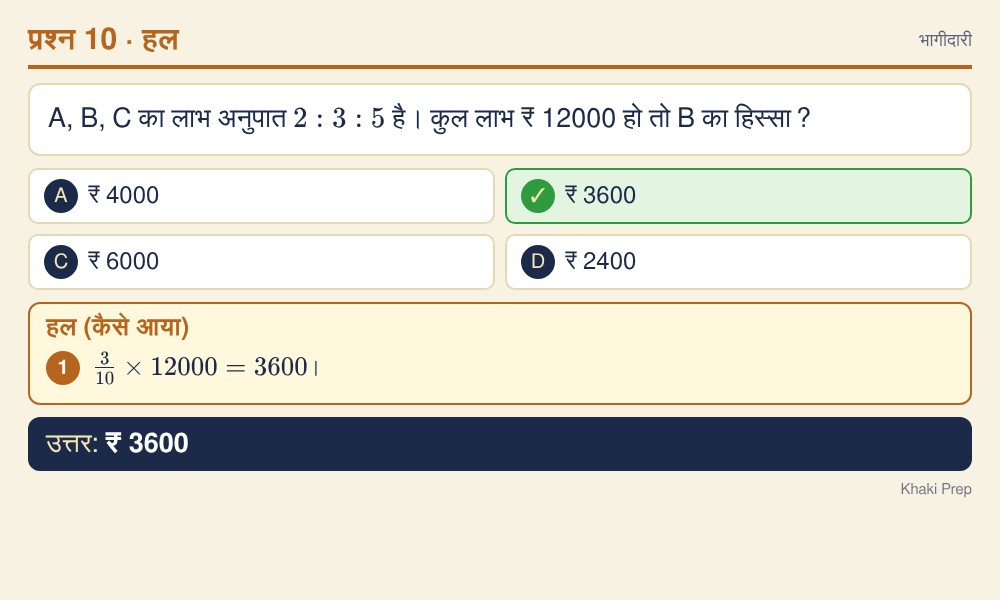 प्रश्न 10 · हल
भागीदारी
A, B, C का लाभ अनुपात 2 : 3 : 5 है। कुल लाभ ₹ 12000 हो तो B का हिस्सा ?
A ₹ 4000
✓ ₹ 3600
C ₹ 6000
D ₹ 2400
हल (कैसे आया)
1 3/10 × 12000 = 3600।
उत्तर: ₹ 3600
Khaki Prep